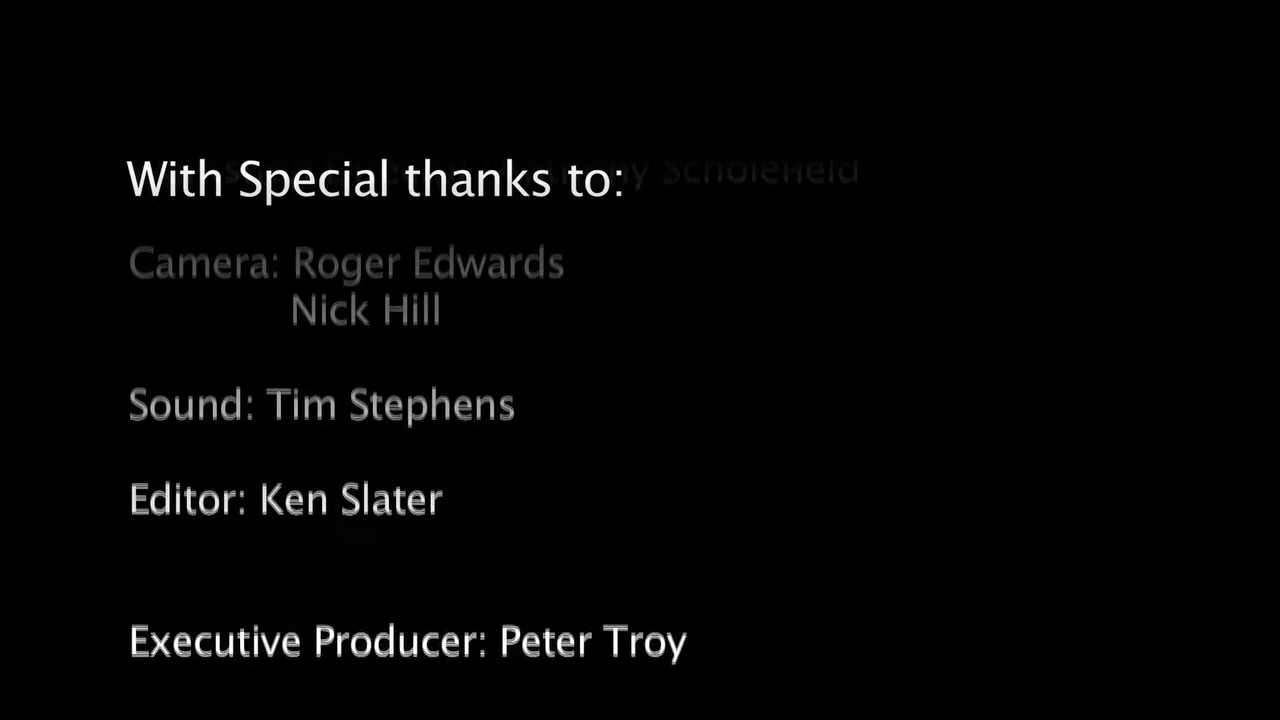 With Special thanks to:
Scholefield
Camera: Roger Edwards
Nick Hill
Sound: Tim Stephens
Editor: Ken Slater
Executive Producer: Peter Troy